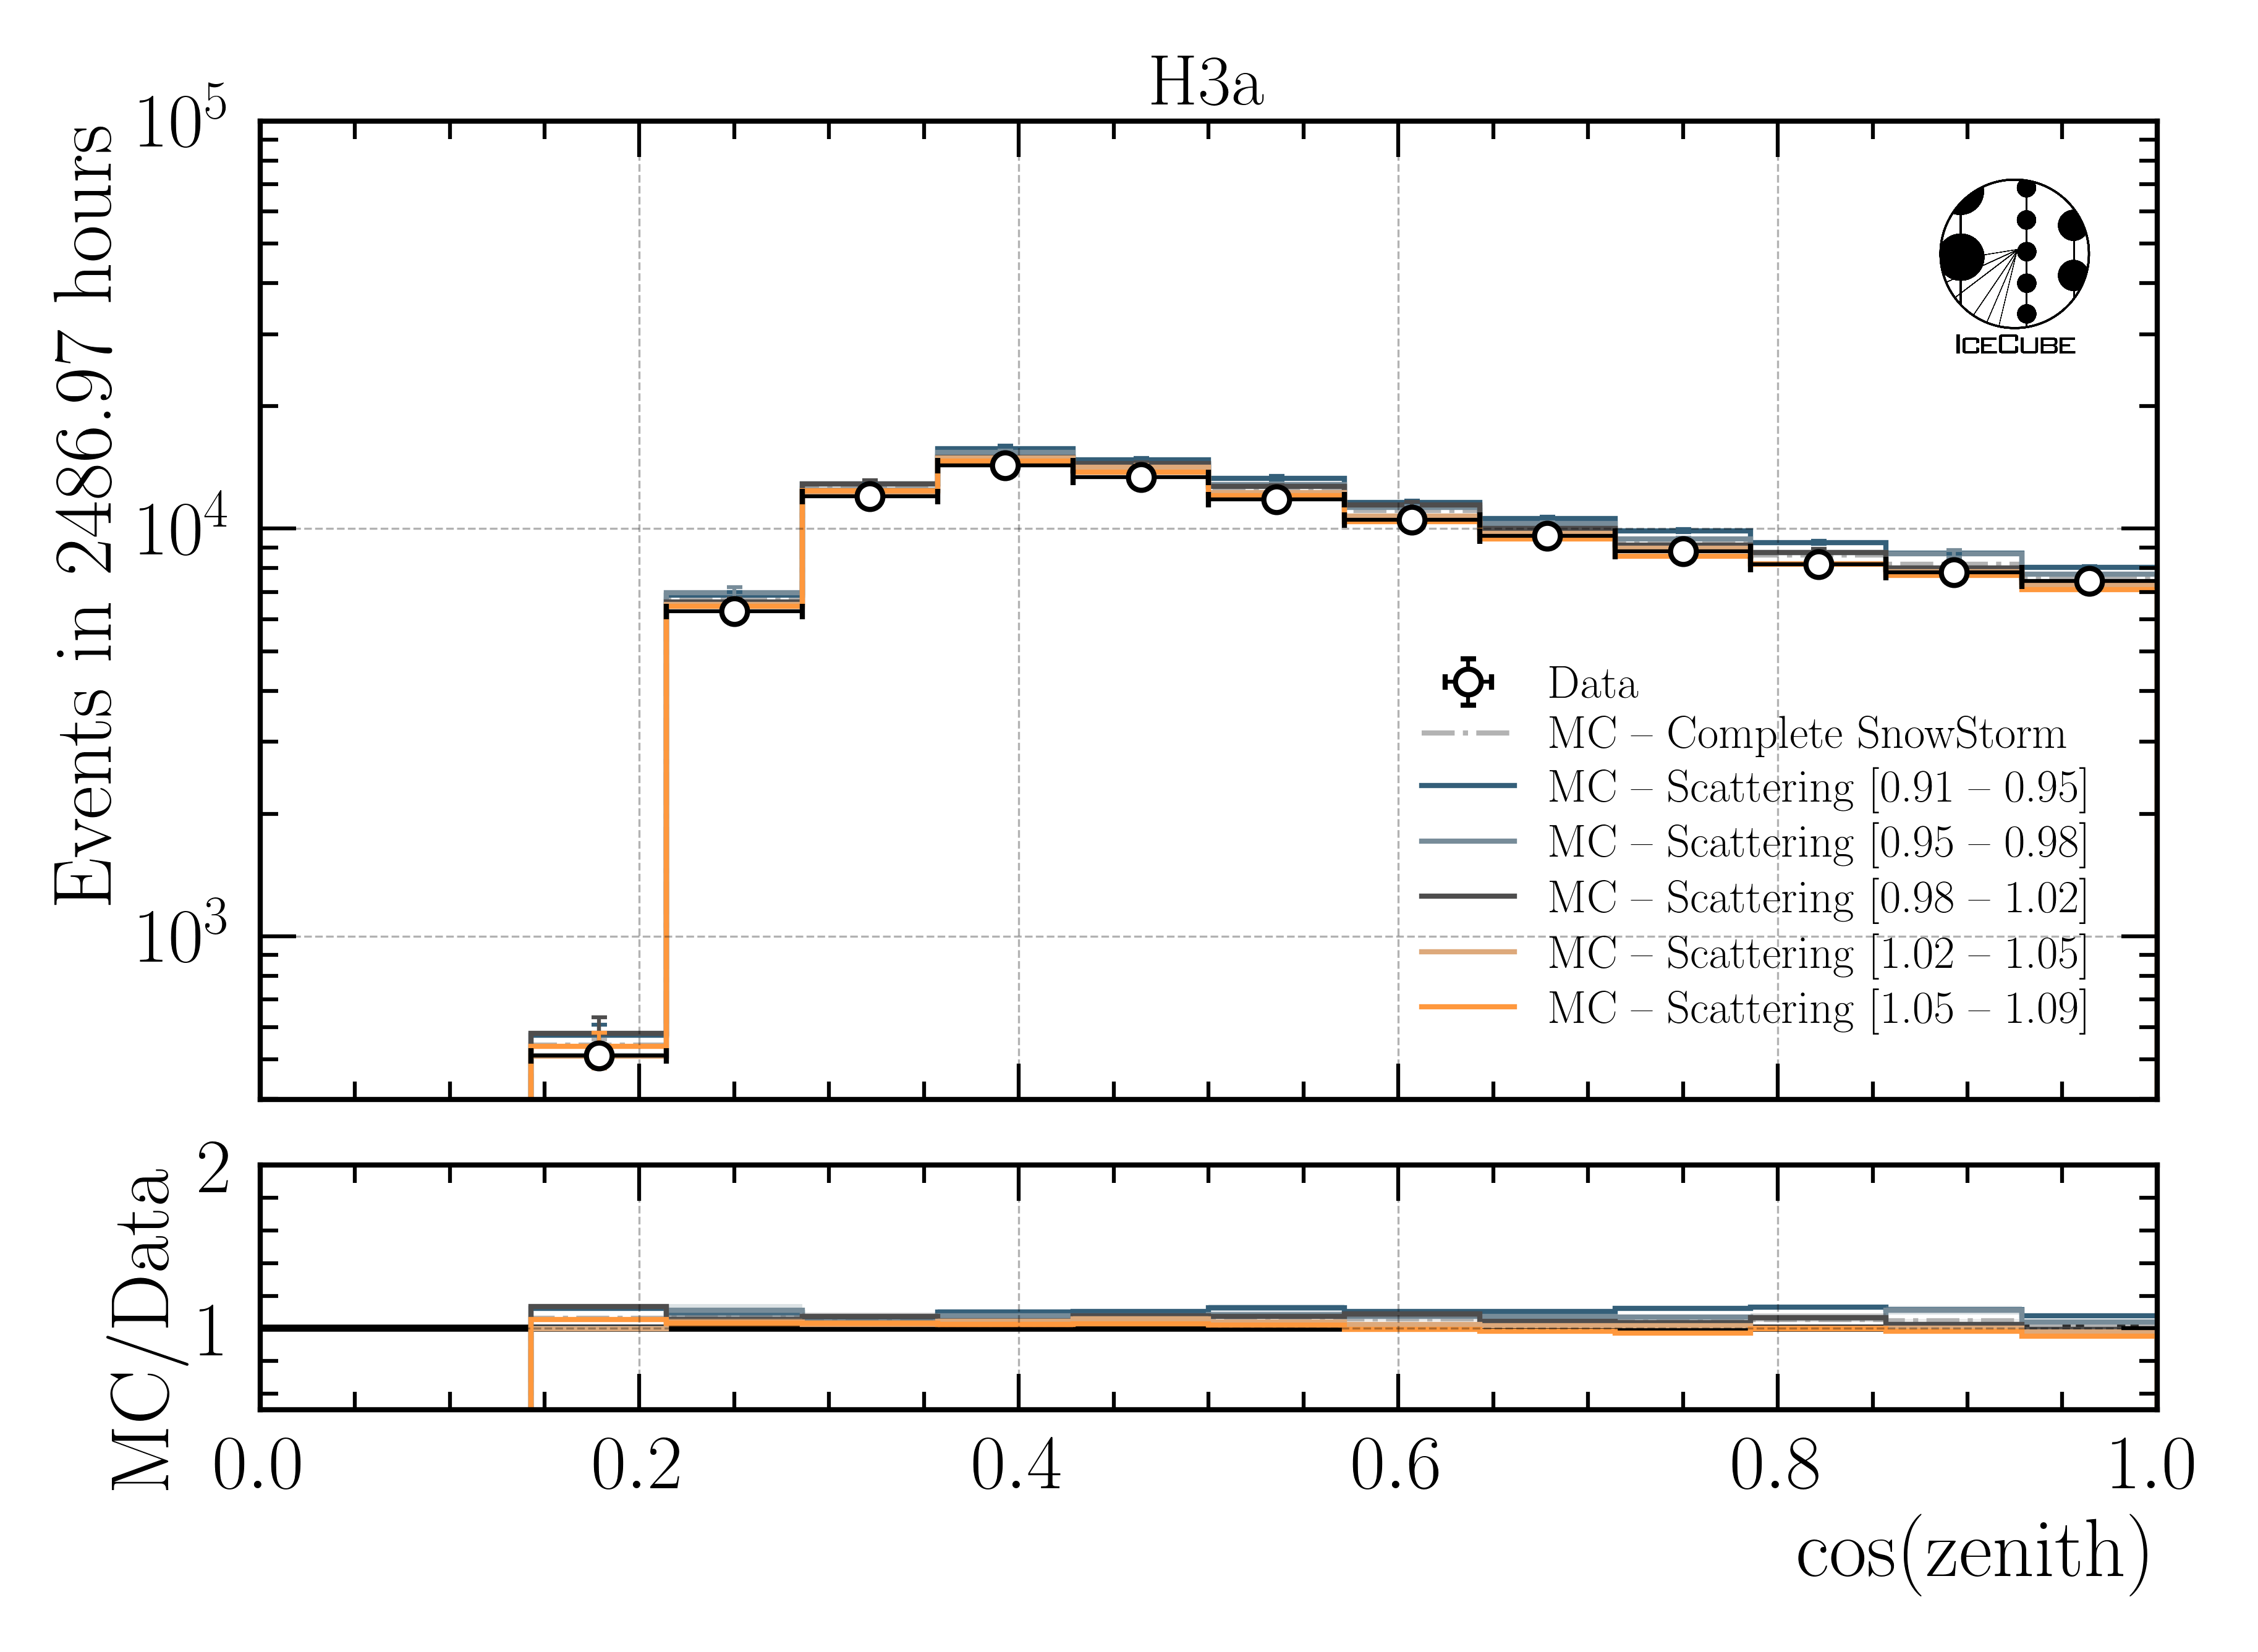 H3a
10^5
10^4
10^3
Events in 2486.97 hours
ICECUBE
Data
MC – Complete SnowStorm
MC – Scattering [0.91 – 0.95]
MC – Scattering [0.95 – 0.98]
MC – Scattering [0.98 – 1.02]
MC – Scattering [1.02 – 1.05]
MC – Scattering [1.05 – 1.09]
2
1
MC/Data
0.0 0.2 0.4 0.6 0.8 1.0
cos(zenith)